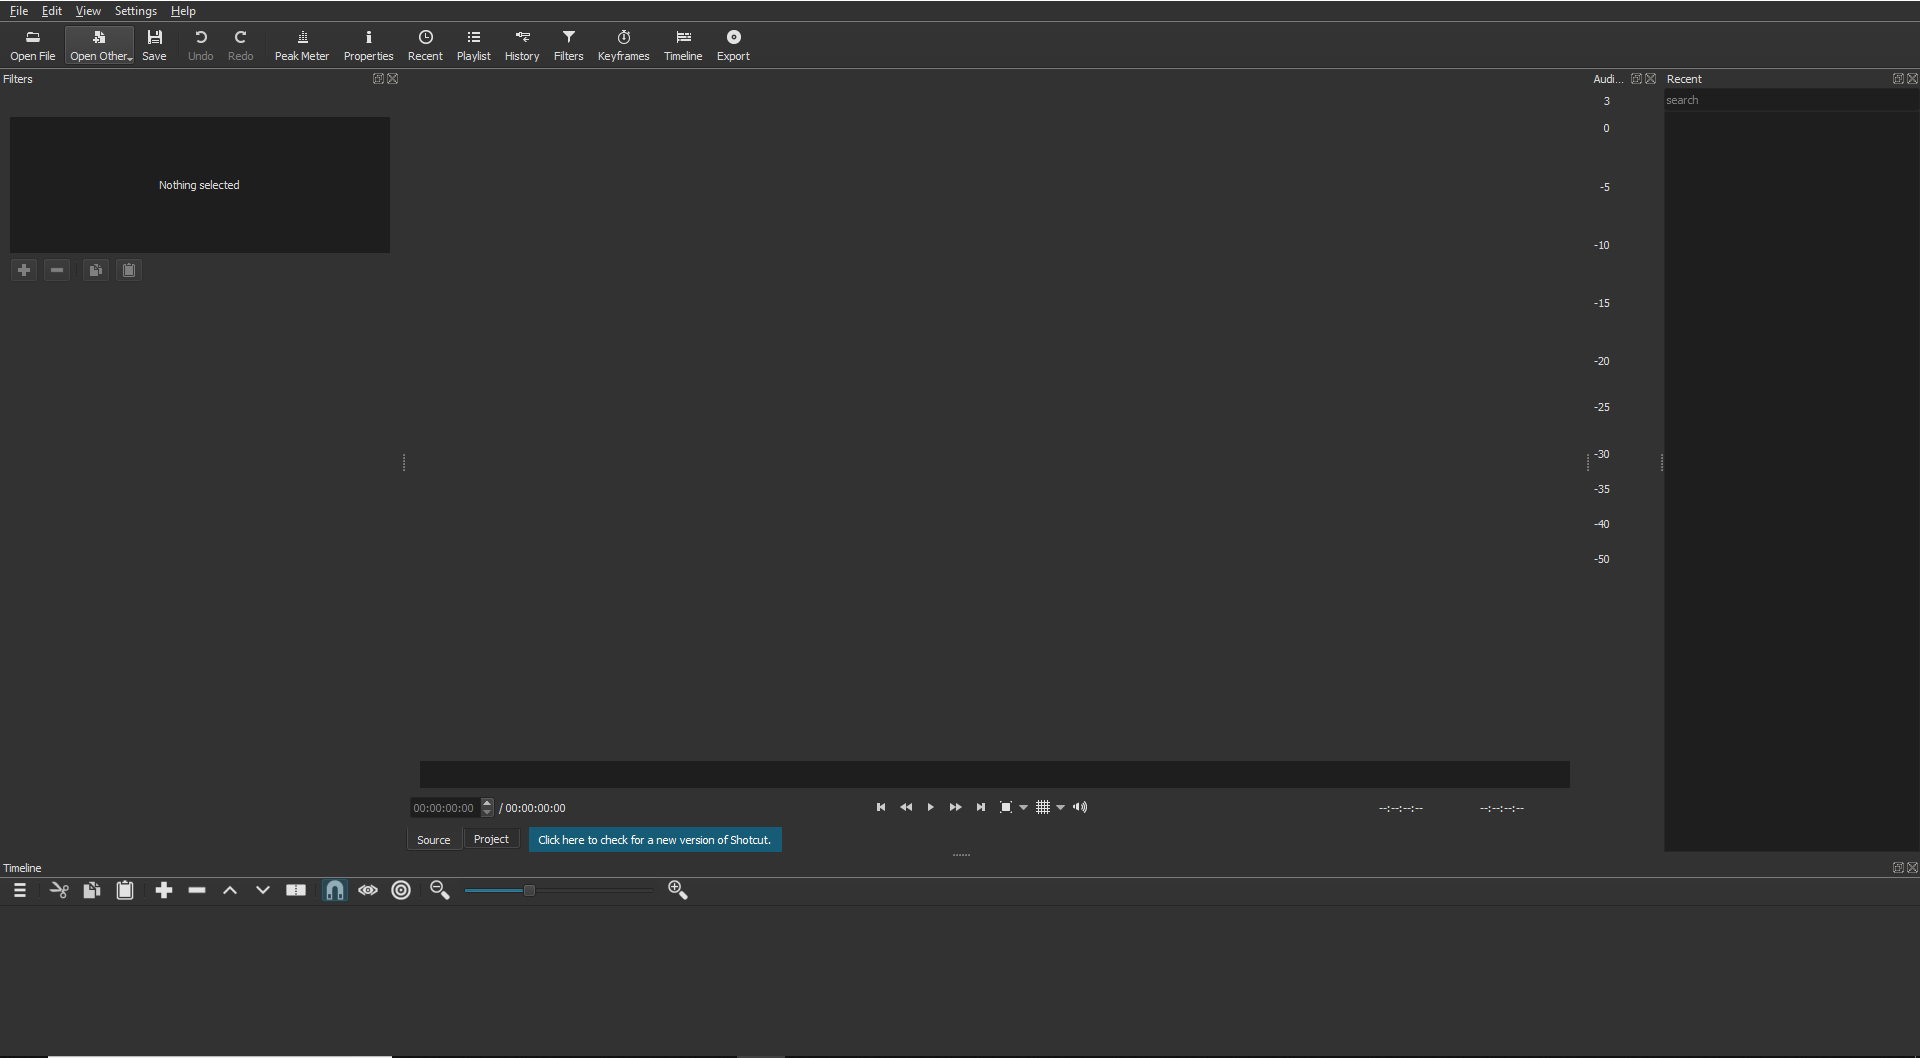 File Edit View Settings Help
Open File Open Other Save Undo Redo Peak Meter Properties Recent Playlist History Filters Keyframes Timeline Export
Filters
Audi...
Recent
search
Nothing selected
3
0
-5
-10
-15
-20
-25
-30
-35
-40
-50
00:00:00:00 / 00:00:00:00
--:--:--:-- --:--:--:--
Source Project Click here to check for a new version of Shotcut.
Timeline